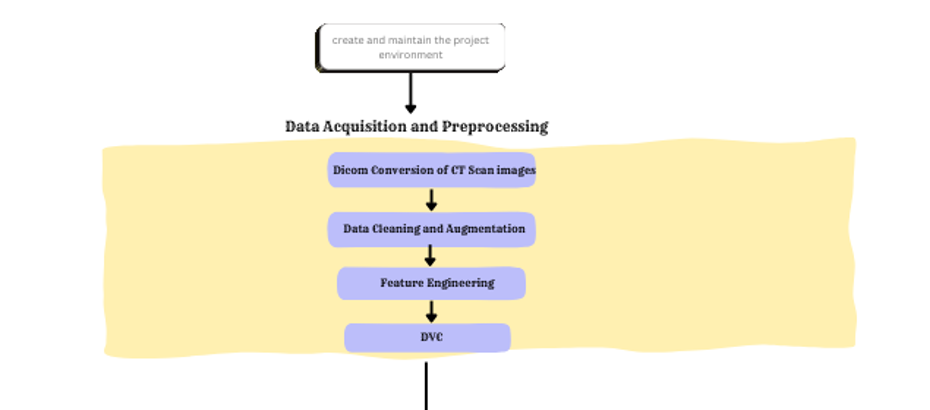 create and maintain the project
environment
Data Acquisition and Preprocessing
Dicom Conversion of CT Scan images
Data Cleaning and Augmentation
Feature Engineering
DVC